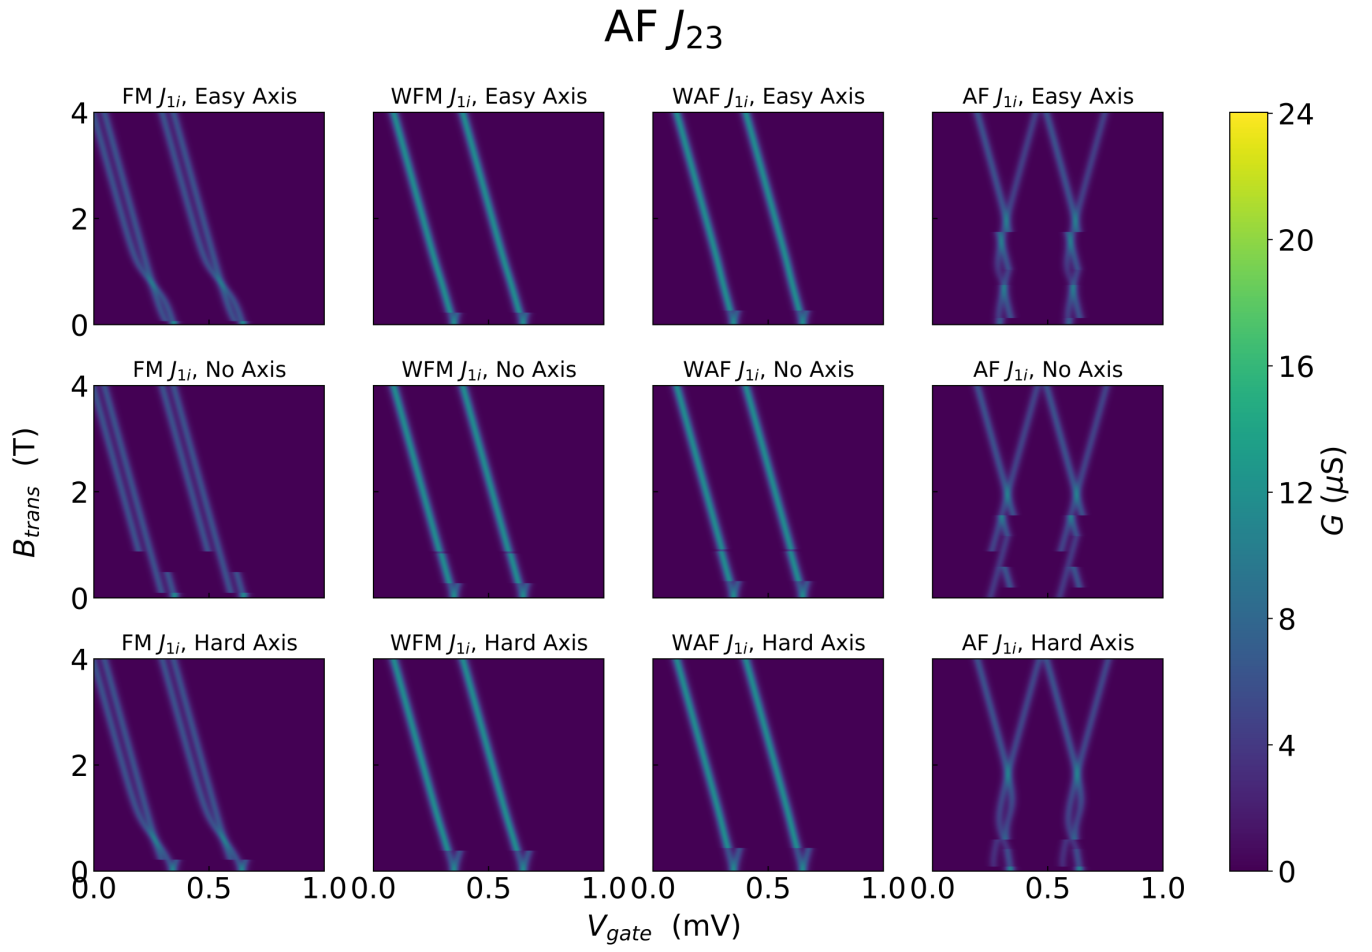 AF J23
FM J1i, Easy Axis
WFM J1i, Easy Axis
WAF J1i, Easy Axis
AF J1i, Easy Axis
4
2
0
FM J1i, No Axis
WFM J1i, No Axis
WAF J1i, No Axis
AF J1i, No Axis
4
2
0
FM J1i, Hard Axis
WFM J1i, Hard Axis
WAF J1i, Hard Axis
AF J1i, Hard Axis
4
2
0
0
0.0 0.5 1.0
0.0 0.5 1.0
0.0 0.5 1.0
0.0 0.5 1.0
Btrans (T)
Vgate (mV)
24
20
16
12
8
4
0
G (μS)